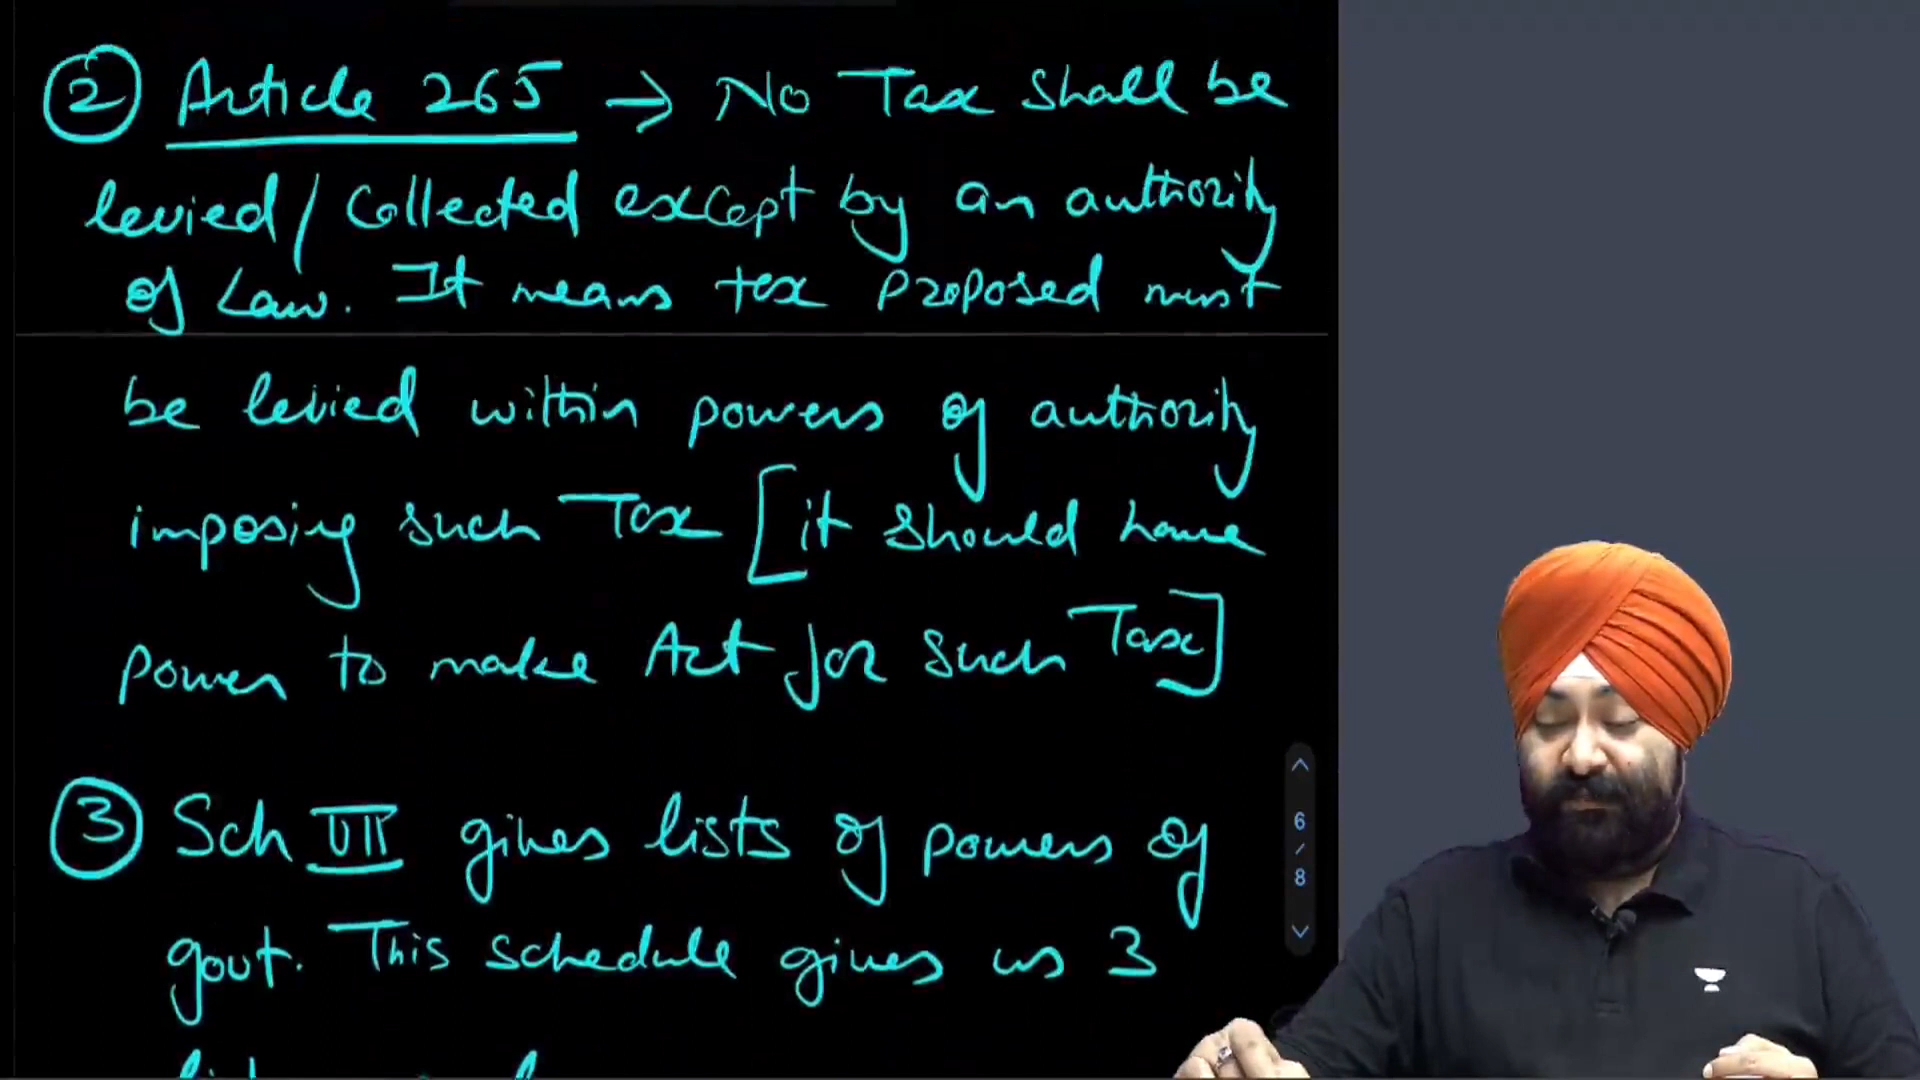 2 Article 265 → No Tax shall be
levied/Collected except by an authority
of Law. It means tax proposed must
be levied within powers of authority
imposing such Tax [it should have
power to make Act for such Tax]
3 Sch VII gives lists of powers of
govt. This schedule gives us 3
6
/
8